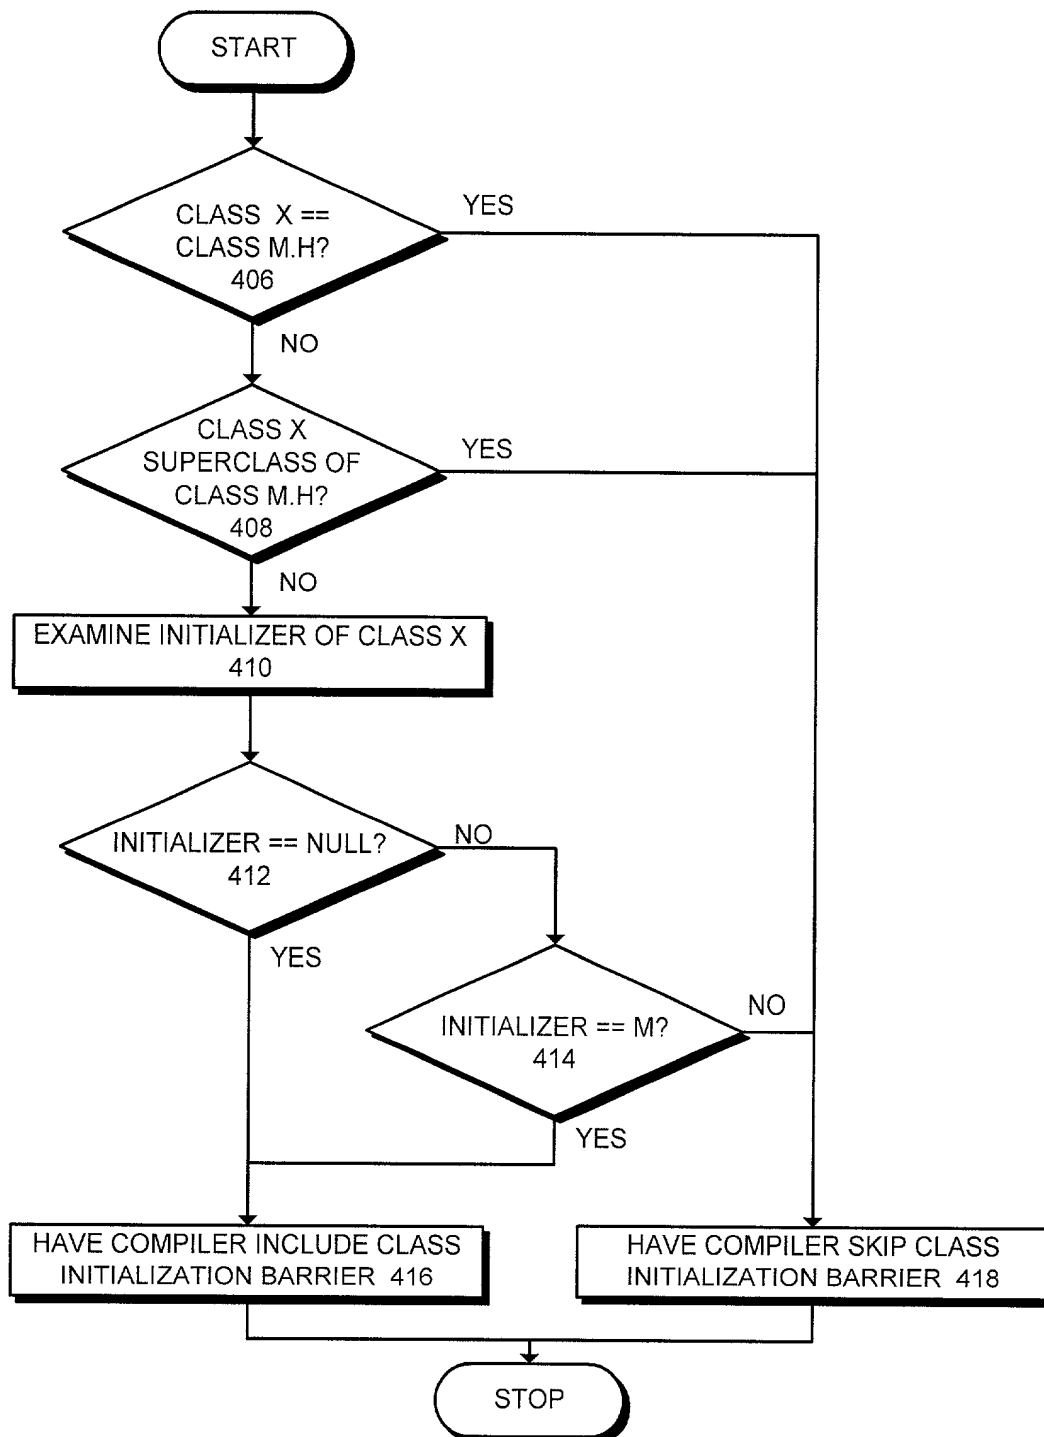 START
CLASS X ==
CLASS M.H?
406
YES
NO
CLASS X
SUPERCLASS OF
CLASS M.H?
408
YES
NO
EXAMINE INITIALIZER OF CLASS X
410
INITIALIZER == NULL?
412
NO
YES
INITIALIZER == M?
414
NO
YES
HAVE COMPILER INCLUDE CLASS
INITIALIZATION BARRIER 416
HAVE COMPILER SKIP CLASS
INITIALIZATION BARRIER 418
STOP